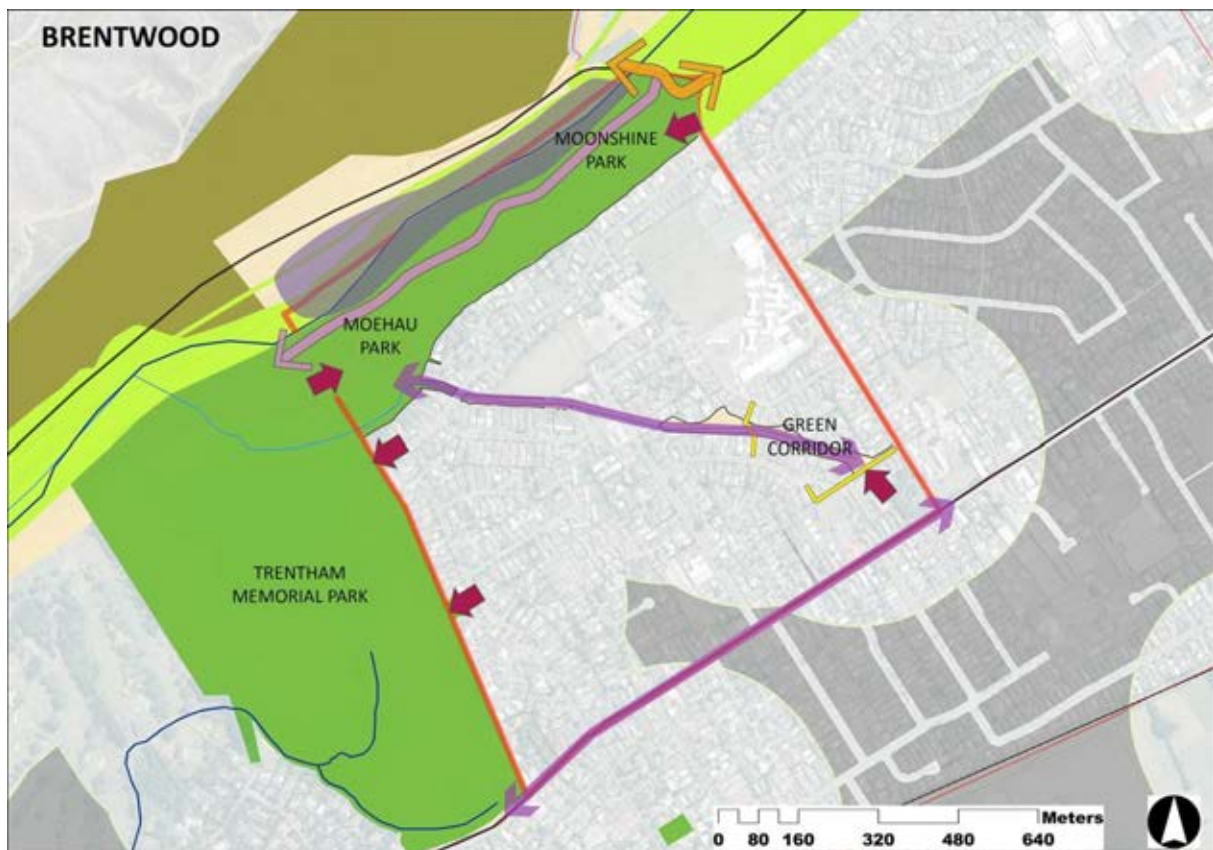 BRENTWOOD
MOONSHINE
PARK
MOEHAU
PARK
GREEN
CORRIDOR
TRENTHAM
MEMORIAL PARK
Meters
0 80 160 320 480 640